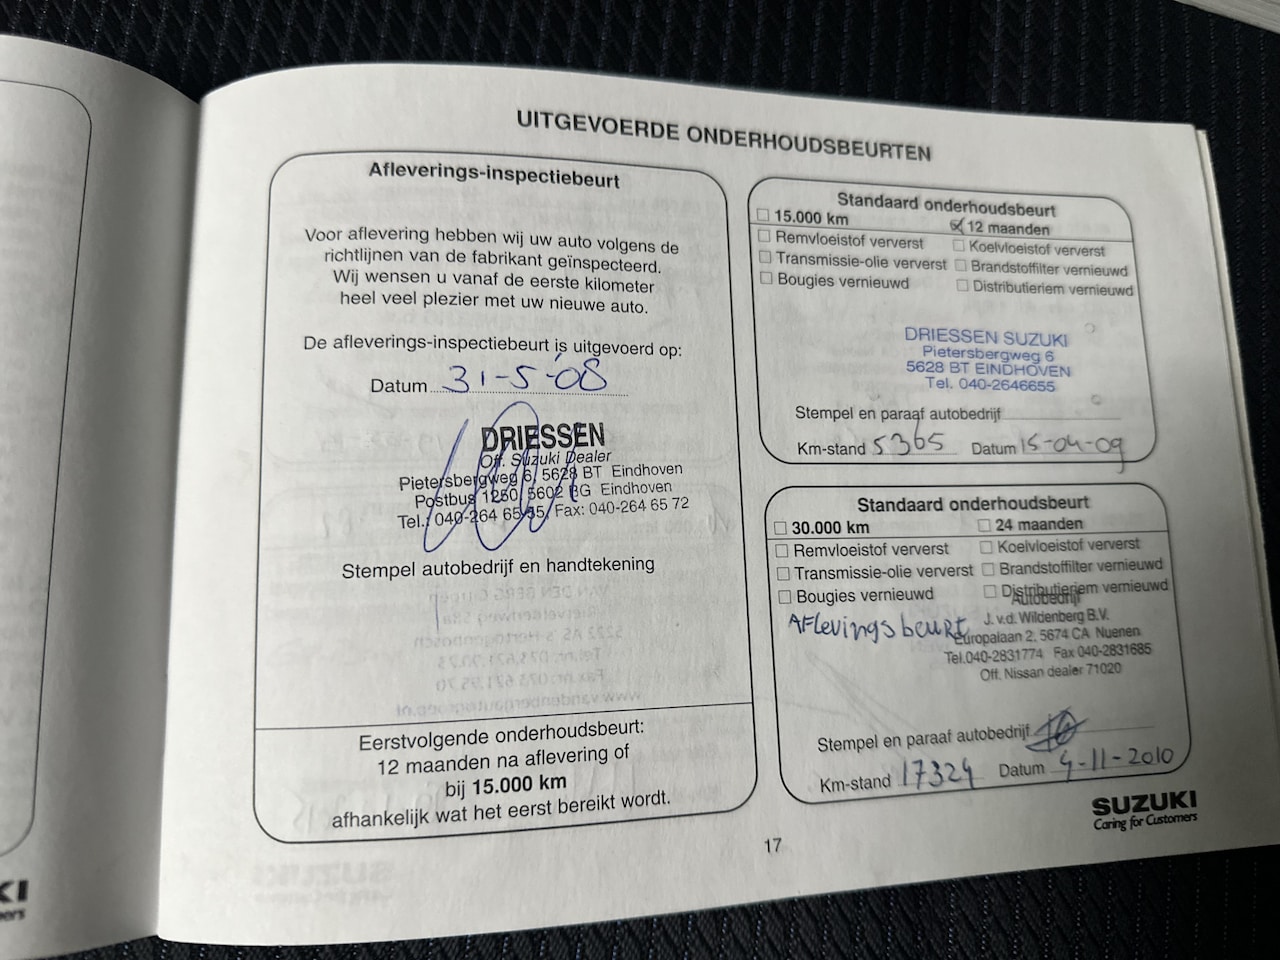 UITGEVOERDE ONDERHOUDSBEURTEN
Afleverings-inspectiebeurt
Voor aflevering hebben wij uw auto volgens de
richtlijnen van de fabrikant geïnspecteerd.
Wij wensen u vanaf de eerste kilometer
heel veel plezier met uw nieuwe auto.
De afleverings-inspectiebeurt is uitgevoerd op:
Datum 31-5-'08
DRIESSEN
Off. Suzuki Dealer
Pietersbergweg 6, 5628 BT Eindhoven
Postbus 1250, 5602 BG Eindhoven
Tel.: 040-264 65 55, Fax: 040-264 65 72
Stempel autobedrijf en handtekening
Eerstvolgende onderhoudsbeurt:
12 maanden na aflevering of
bij 15.000 km
afhankelijk wat het eerst bereikt wordt.
Standaard onderhoudsbeurt
15.000 km 12 maanden
Remvloeistof ververst Koelvloeistof ververst
Transmissie-olie ververst Brandstoffilter vernieuwd
Bougies vernieuwd Distributieriem vernieuwd
DRIESSEN SUZUKI
Pietersbergweg 6
5628 BT EINDHOVEN
Tel. 040-2646655
Stempel en paraaf autobedrijf
Km-stand 5365 Datum 15-04-09
Standaard onderhoudsbeurt
30.000 km 24 maanden
Remvloeistof ververst Koelvloeistof ververst
Transmissie-olie ververst Brandstoffilter vernieuwd
Bougies vernieuwd Distributieriem vernieuwd
Autobedrijf
AFlevingsbeurt J. v.d. Wildenberg B.V.
Europalaan 2, 5674 CA Nuenen
Tel.040-2831774 Fax 040-2831685
Off. Nissan dealer 71020
Stempel en paraaf autobedrijf
Km-stand 17324 Datum 4-11-2010
SUZUKI
Caring for Customers
17